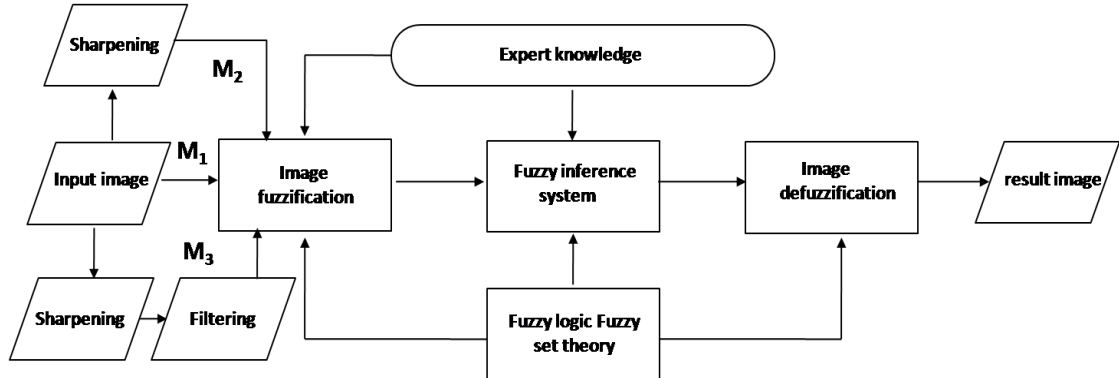 Sharpening
M₂
Expert knowledge
M₁
Input image
Image
fuzzification
Fuzzy inference
system
Image
defuzzification
result image
M₃
Sharpening
Filtering
Fuzzy logic Fuzzy
set theory